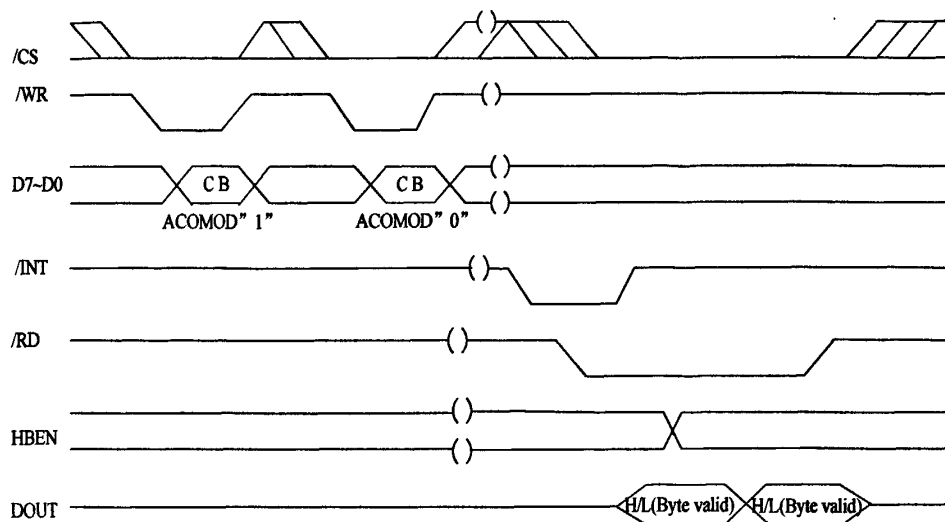 /CS
/WR
D7~D0
CB
CB
ACOMOD" 1"
ACOMOD" 0"
/INT
/RD
HBEN
DOUT
H/L(Byte valid)
H/L(Byte valid)